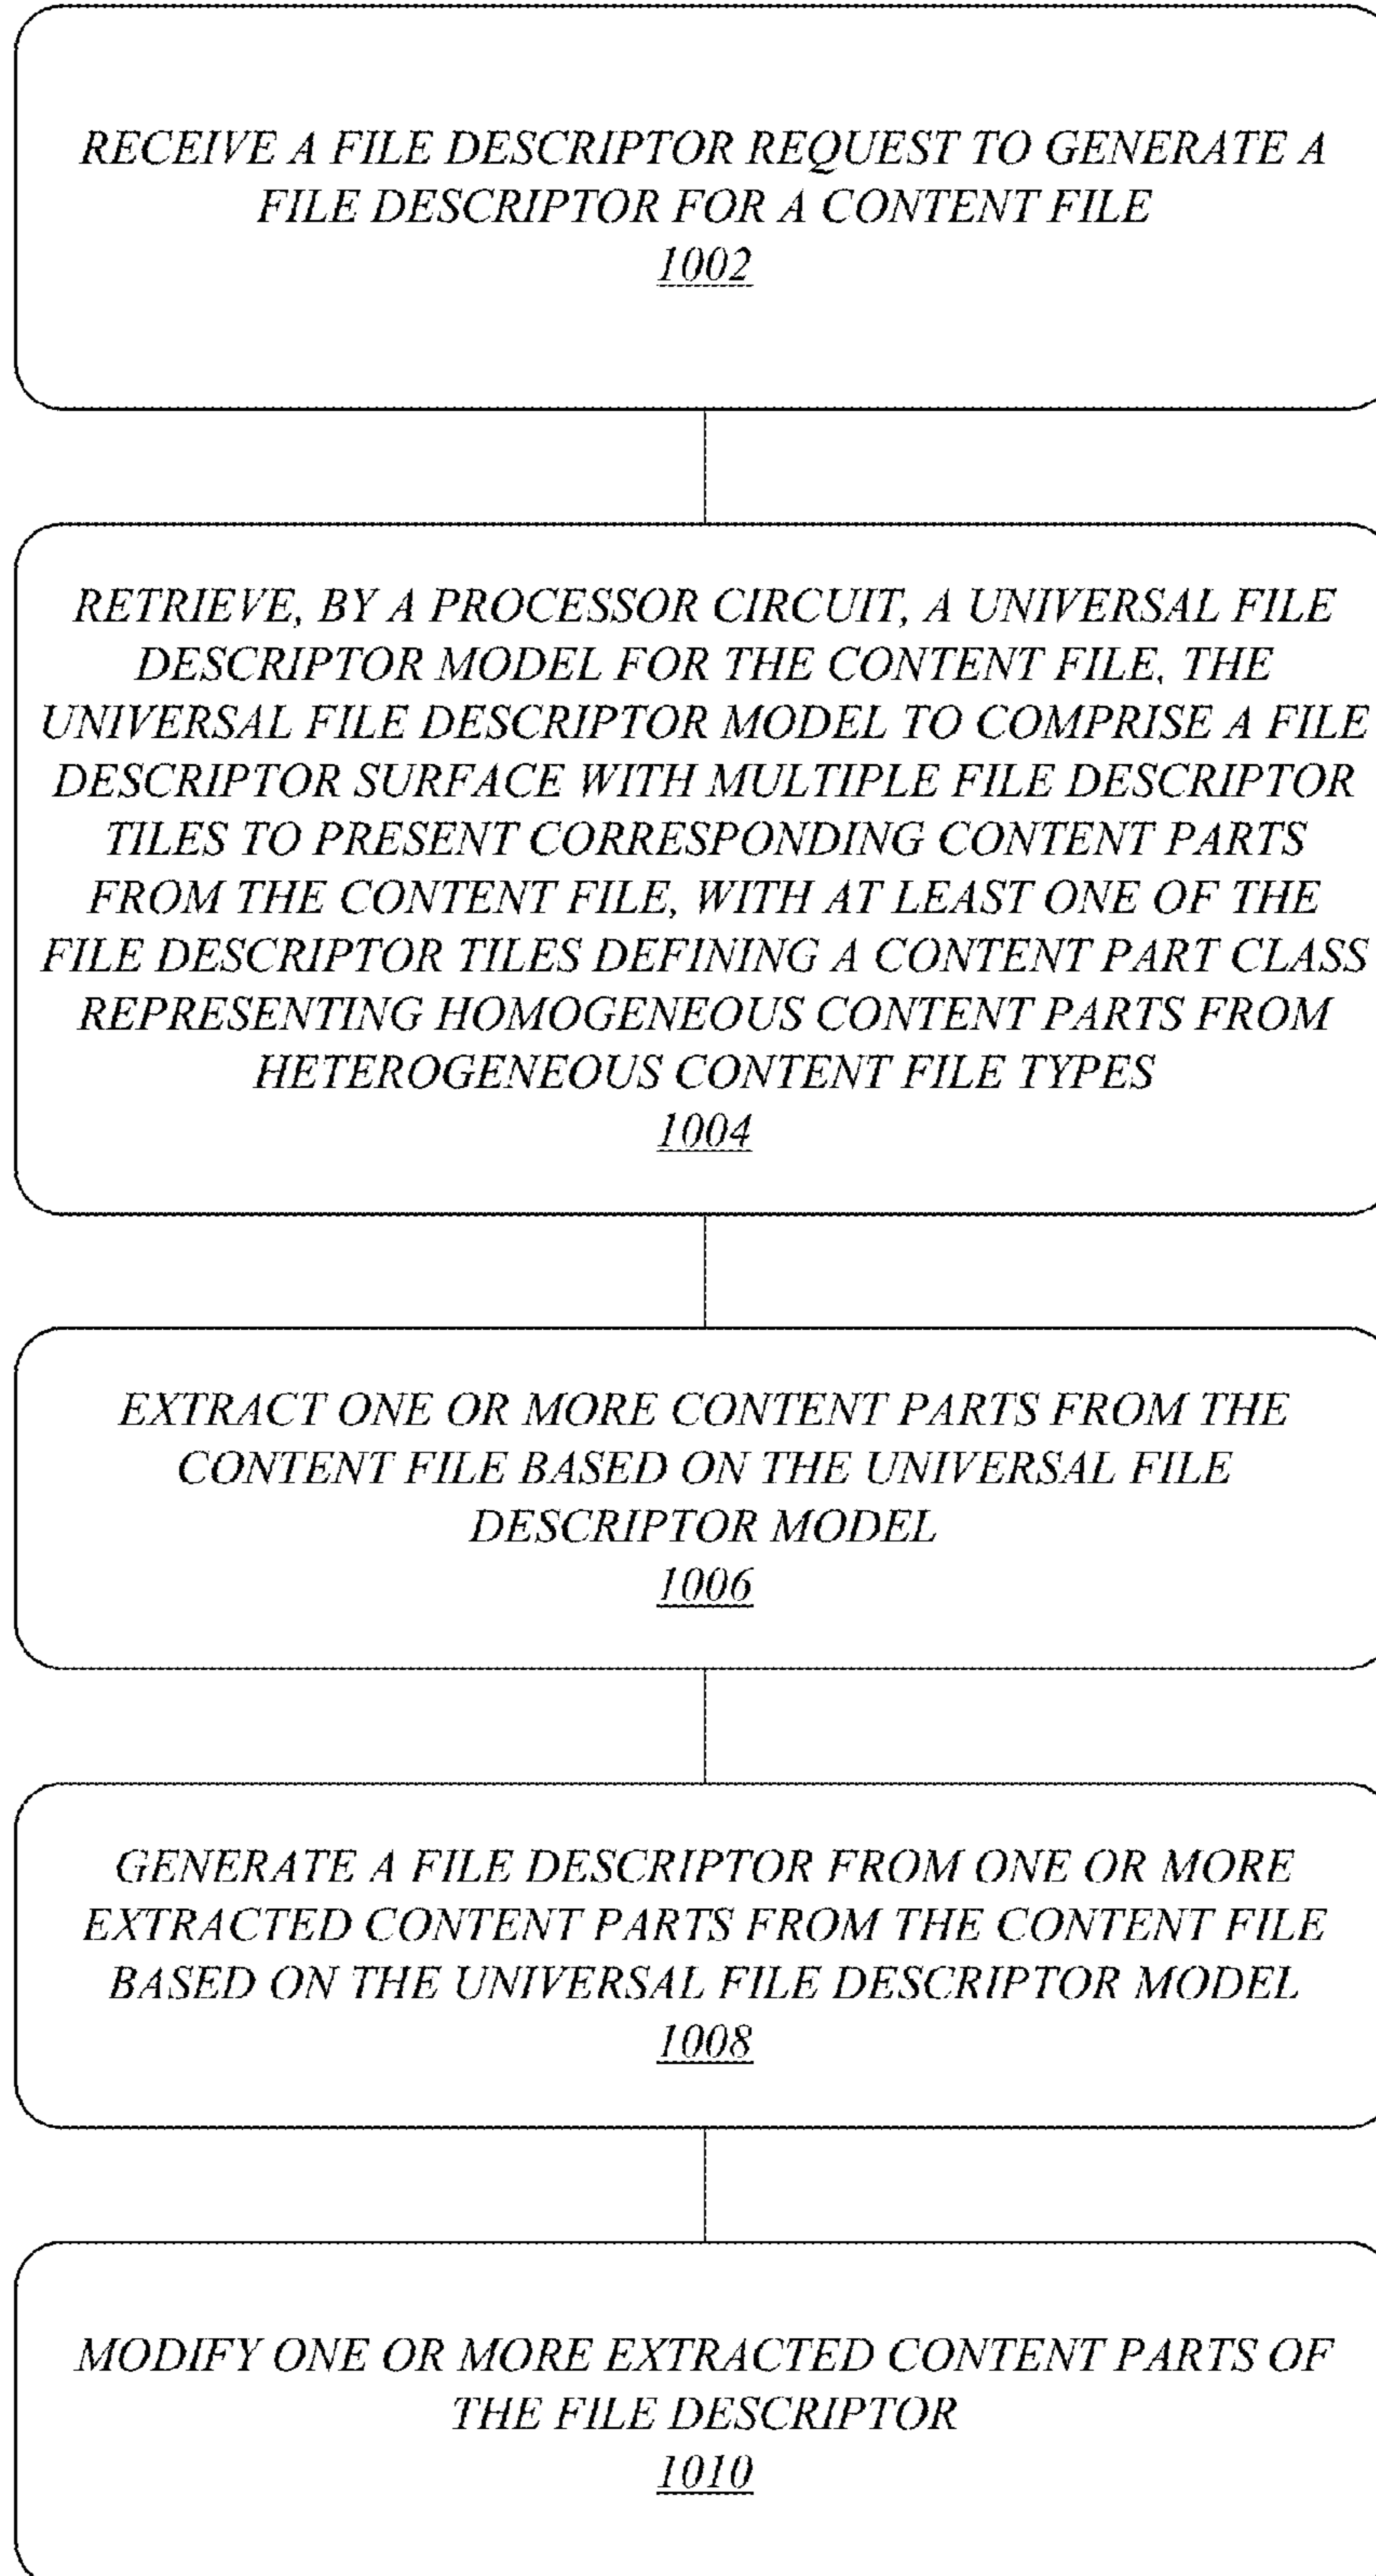 RECEIVE A FILE DESCRIPTOR REQUEST TO GENERATE A
FILE DESCRIPTOR FOR A CONTENT FILE
1002
RETRIEVE, BY A PROCESSOR CIRCUIT, A UNIVERSAL FILE
DESCRIPTOR MODEL FOR THE CONTENT FILE, THE
UNIVERSAL FILE DESCRIPTOR MODEL TO COMPRISE A FILE
DESCRIPTOR SURFACE WITH MULTIPLE FILE DESCRIPTOR
TILES TO PRESENT CORRESPONDING CONTENT PARTS
FROM THE CONTENT FILE, WITH AT LEAST ONE OF THE
FILE DESCRIPTOR TILES DEFINING A CONTENT PART CLASS
REPRESENTING HOMOGENEOUS CONTENT PARTS FROM
HETEROGENEOUS CONTENT FILE TYPES
1004
EXTRACT ONE OR MORE CONTENT PARTS FROM THE
CONTENT FILE BASED ON THE UNIVERSAL FILE
DESCRIPTOR MODEL
1006
GENERATE A FILE DESCRIPTOR FROM ONE OR MORE
EXTRACTED CONTENT PARTS FROM THE CONTENT FILE
BASED ON THE UNIVERSAL FILE DESCRIPTOR MODEL
1008
MODIFY ONE OR MORE EXTRACTED CONTENT PARTS OF
THE FILE DESCRIPTOR
1010